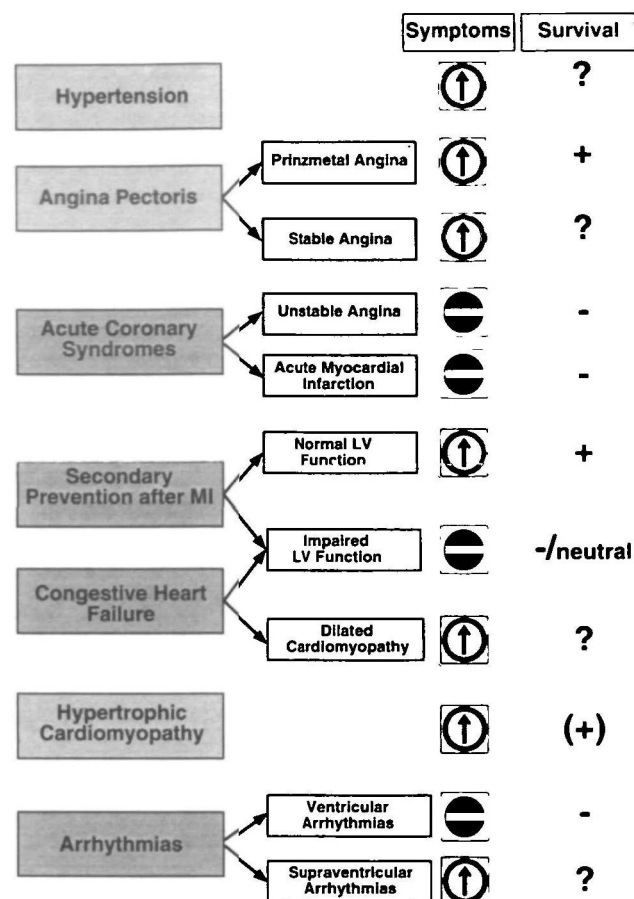 Symptoms Survival
Hypertension ?
Prinzmetal Angina +
Angina Pectoris
Stable Angina ?
Unstable Angina -
Acute Coronary
Syndromes
Acute Myocardial
Infarction -
Normal LV
Function +
Secondary
Prevention after MI
Impaired
LV Function -/neutral
Congestive Heart
Failure
Dilated
Cardiomyopathy ?
Hypertrophic
Cardiomyopathy (+)
Ventricular
Arrhythmias -
Arrhythmias
Supraventricular
Arrhythmias ?